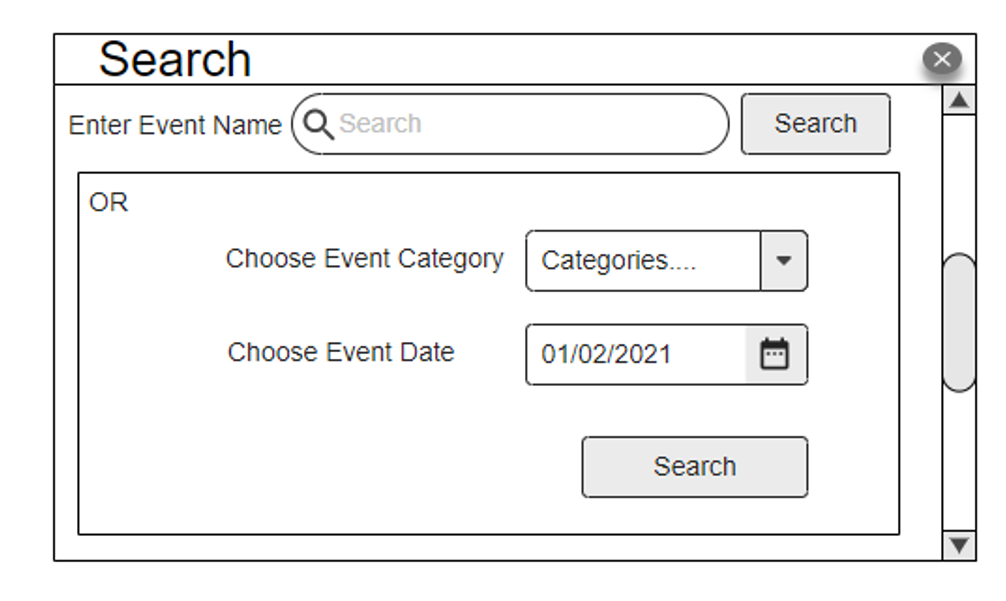 Search
Enter Event Name Search Search
OR
Choose Event Category Categories....
Choose Event Date 01/02/2021
Search